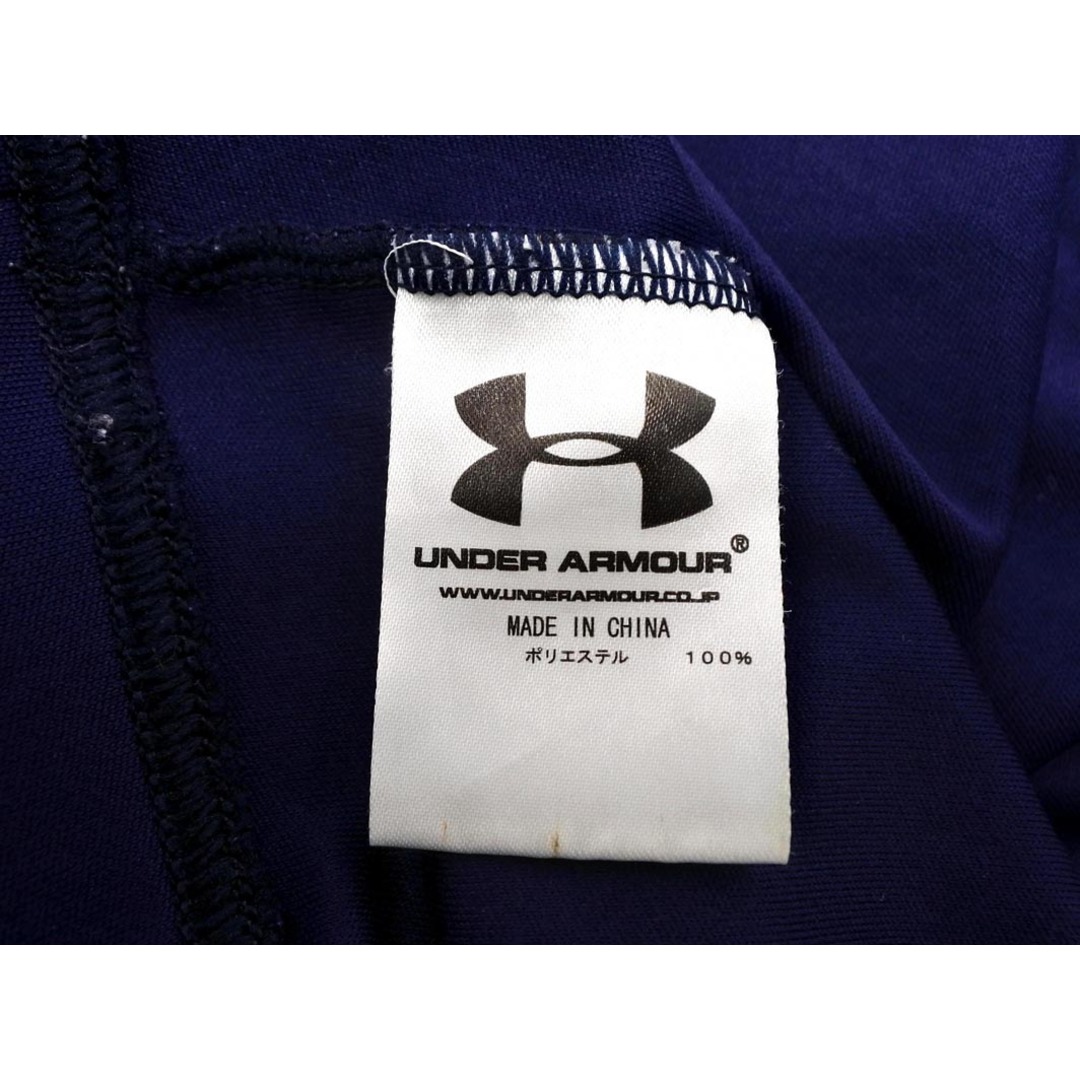 UNDER ARMOUR®
WWW.UNDERARMOUR.CO.JP
MADE IN CHINA
ポリエステル 100%